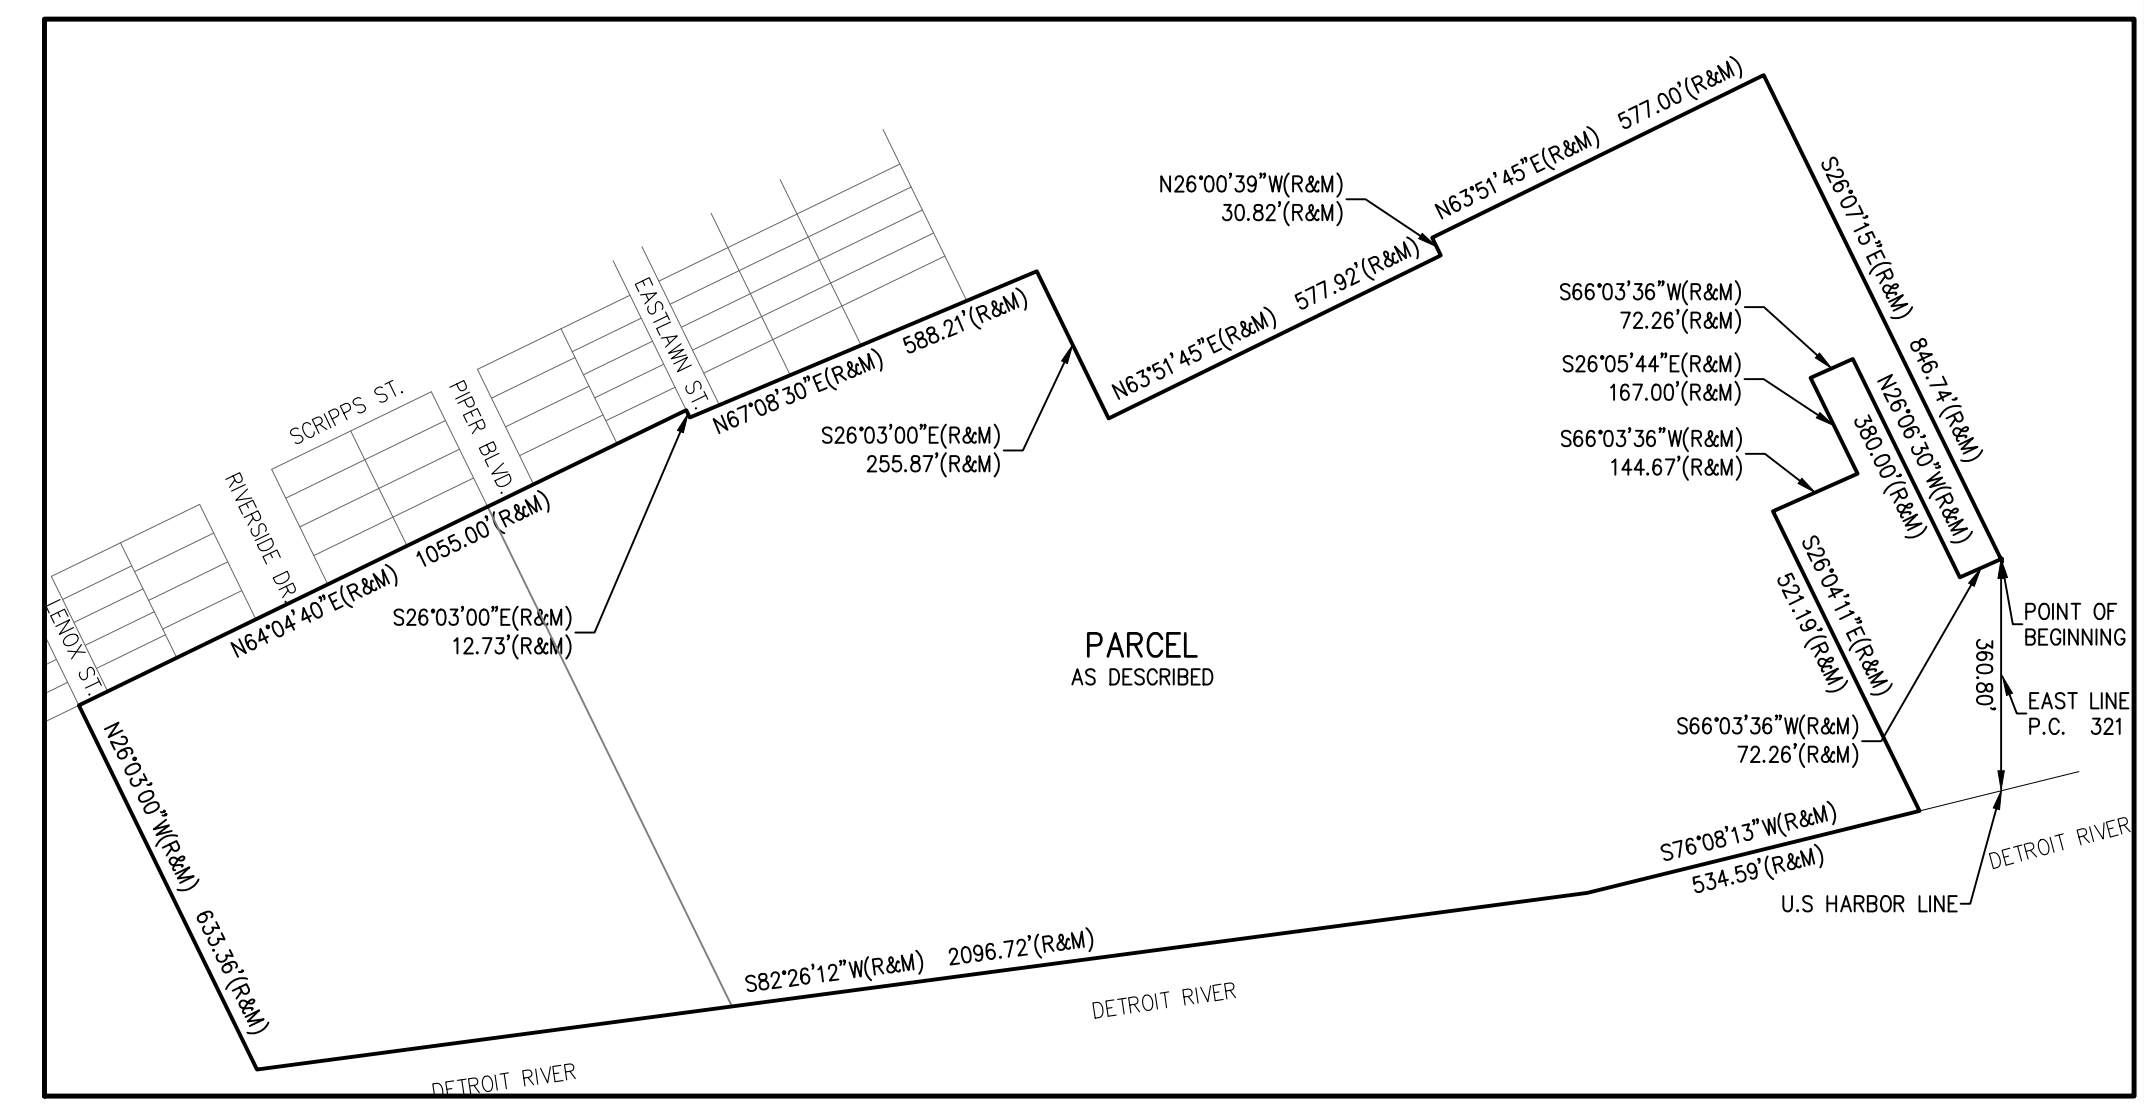 577.00'(R&M)
N63°51'45"E(R&M)
N26°00'39"W(R&M)
30.82'(R&M)
S26°07'15"E(R&M)
846.74'(R&M)
577.92'(R&M)
N63°51'45"E(R&M)
S66°03'36"W(R&M)
72.26'(R&M)
S26°05'44"E(R&M)
167.00'(R&M)
S66°03'36"W(R&M)
144.67'(R&M)
N26°06'30"W(R&M)
380.00'(R&M)
EASTLAWN ST.
588.21'(R&M)
N67°08'30"E(R&M)
S26°03'00"E(R&M)
255.87'(R&M)
SCRIPPS ST.
PIPER BLVD.
RIVERSIDE DR.
LENOX ST.
1055.00'(R&M)
N64°04'40"E(R&M)
S26°03'00"E(R&M)
12.73'(R&M)
PARCEL
AS DESCRIBED
S26°04'11"E(R&M)
521.19'(R&M)
POINT OF
BEGINNING
360.80'
EAST LINE
P.C. 321
S66°03'36"W(R&M)
72.26'(R&M)
N26°03'00"W(R&M)
633.36'(R&M)
S76°08'13"W(R&M)
534.59'(R&M)
DETROIT RIVER
U.S HARBOR LINE
S82°26'12"W(R&M) 2096.72'(R&M)
DETROIT RIVER
DETROIT RIVER